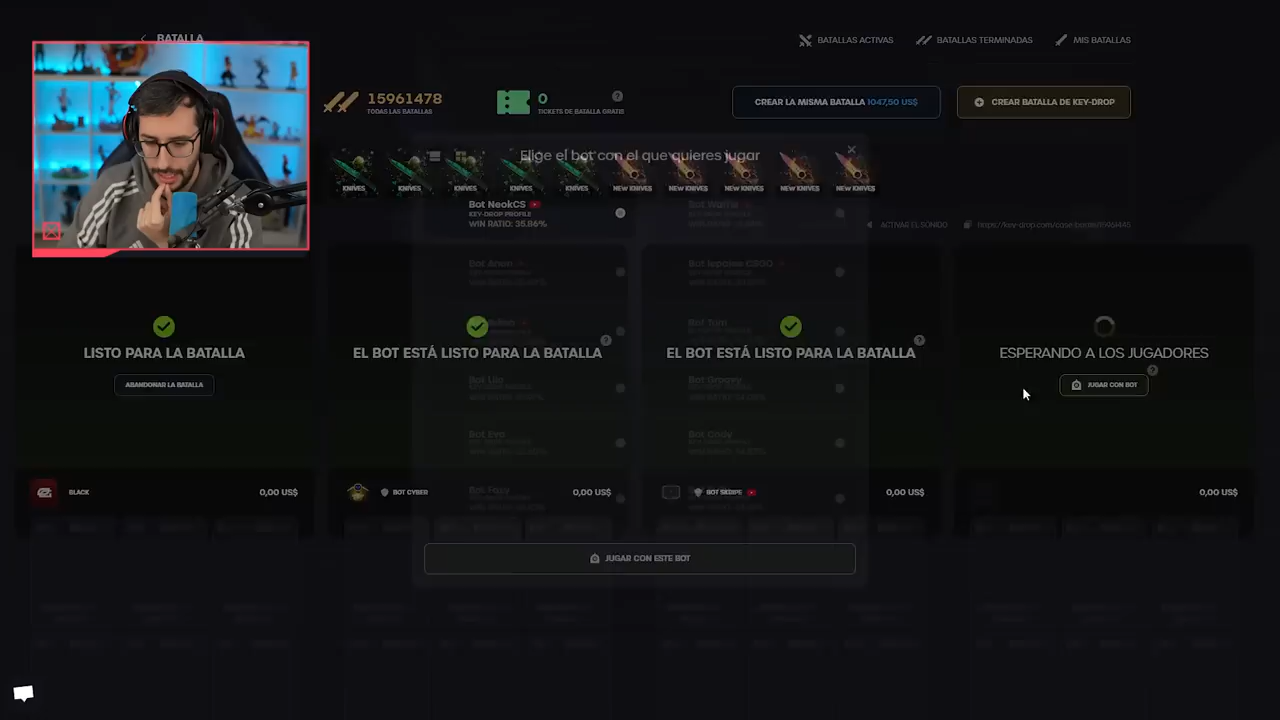 BATALLA
BATALLAS ACTIVAS
BATALLAS TERMINADAS
MIS BATALLAS
15961478
TODAS LAS BATALLAS
0
TICKETS DE BATALLA GRATIS
?
CREAR LA MISMA BATALLA 1047,50 US$
CREAR BATALLA DE KEY-DROP
Elige el bot con el que quieres jugar
KNIVES
KNIVES
KNIVES
KNIVES
KNIVES
NEW KNIVES
NEW KNIVES
NEW KNIVES
NEW KNIVES
NEW KNIVES
Bot NeokCS
KEY-DROP PROFILE
WIN RATIO: 35.86%
ACTIVAR EL SONIDO
LISTO PARA LA BATALLA
ABANDONAR LA BATALLA
EL BOT ESTÁ LISTO PARA LA BATALLA
?
EL BOT ESTÁ LISTO PARA LA BATALLA
?
ESPERANDO A LOS JUGADORES
?
JUGAR CON BOT
Bot Cody
Bot Eva
Bot Foxy
BLACK
0,00 US$
BOT CYBER
0,00 US$
0,00 US$
0,00 US$
JUGAR CON ESTE BOT